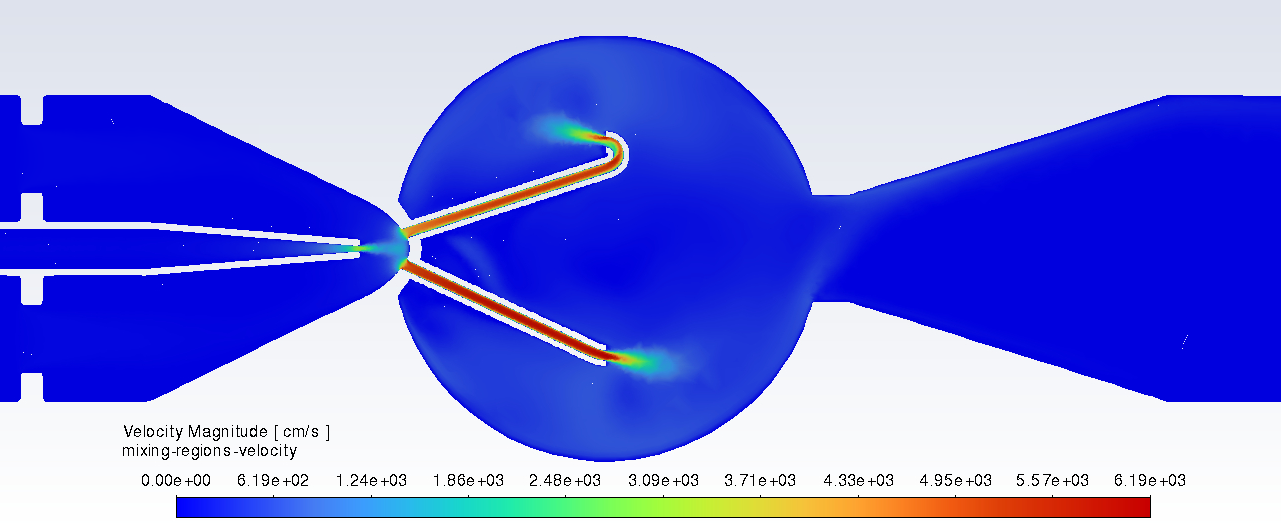 Velocity Magnitude [ cm/s ]
mixing-regions-velocity
0.00e+00 6.19e+02 1.24e+03 1.86e+03 2.48e+03 3.09e+03 3.71e+03 4.33e+03 4.95e+03 5.57e+03 6.19e+03